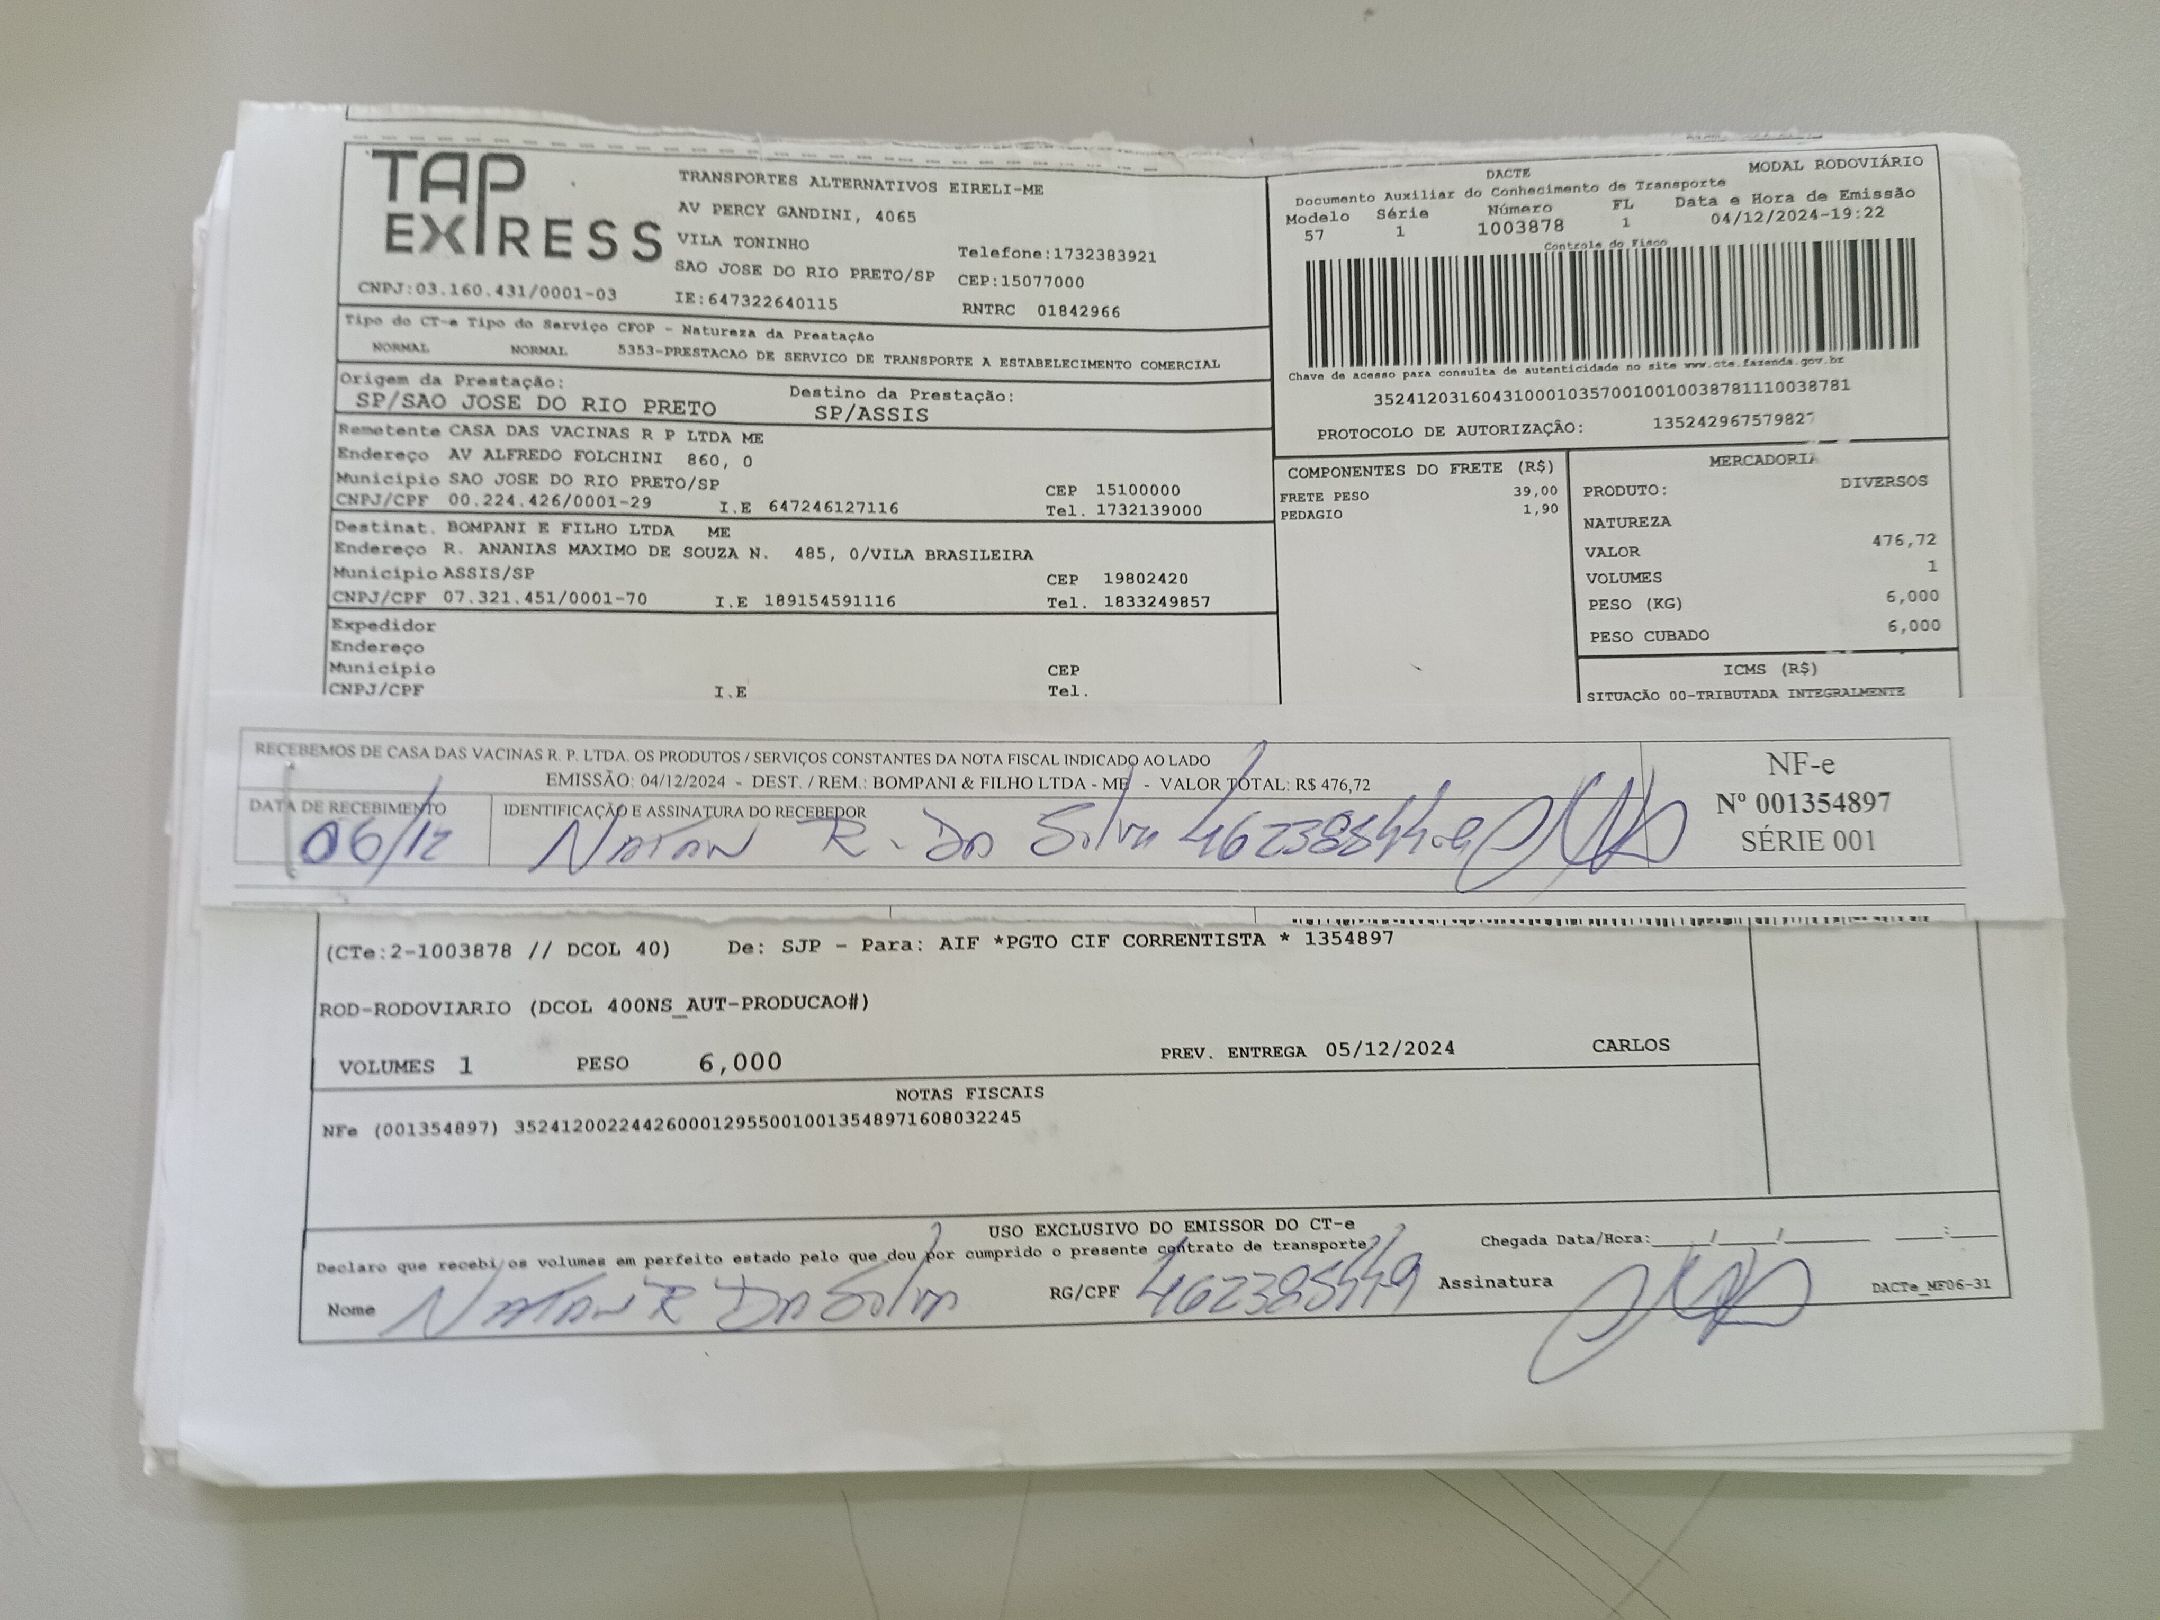 TAP EXPRESS
TRANSPORTES ALTERNATIVOS EIRELI-ME
AV PERCY GANDINI, 4065
VILA TONINHO Telefone:1732383921
SAO JOSE DO RIO PRETO/SP CEP:15077000
CNPJ:03.160.431/0001-03 IE:647322640115 RNTRC 01842966
DACTE MODAL RODOVIÁRIO
Documento Auxiliar do Conhecimento de Transporte
Modelo Série Número FL Data e Hora de Emissão
57 1 1003878 1 04/12/2024-19:22
Controle do Fisco
Chave de acesso para consulta de autenticidade no site www.cte.fazenda.gov.br
35241203160431000103570010010038781110038781
PROTOCOLO DE AUTORIZAÇÃO: 135242967579827
Tipo do CT-e Tipo do Serviço CFOP - Natureza da Prestação
NORMAL NORMAL 5353-PRESTACAO DE SERVICO DE TRANSPORTE A ESTABELECIMENTO COMERCIAL
Origem da Prestação: Destino da Prestação:
SP/SAO JOSE DO RIO PRETO SP/ASSIS
Remetente CASA DAS VACINAS R P LTDA ME
Endereço AV ALFREDO FOLCHINI 860, 0
Município SAO JOSE DO RIO PRETO/SP CEP 15100000
CNPJ/CPF 00.224.426/0001-29 I.E 647246127116 Tel. 1732139000
Destinat. BOMPANI E FILHO LTDA ME
Endereço R. ANANIAS MAXIMO DE SOUZA N. 485, 0/VILA BRASILEIRA
Município ASSIS/SP CEP 19802420
CNPJ/CPF 07.321.451/0001-70 I.E 189154591116 Tel. 1833249857
Expedidor
Endereço
Município CEP
CNPJ/CPF I.E Tel.
COMPONENTES DO FRETE (R$)
FRETE PESO 39,00
PEDAGIO 1,90
MERCADORIA
PRODUTO: DIVERSOS
NATUREZA
VALOR 476,72
VOLUMES 1
PESO (KG) 6,000
PESO CUBADO 6,000
ICMS (R$)
SITUAÇÃO 00-TRIBUTADA INTEGRALMENTE
RECEBEMOS DE CASA DAS VACINAS R. P. LTDA. OS PRODUTOS / SERVIÇOS CONSTANTES DA NOTA FISCAL INDICADO AO LADO
EMISSÃO: 04/12/2024 - DEST. / REM.: BOMPANI & FILHO LTDA - ME - VALOR TOTAL: R$ 476,72
DATA DE RECEBIMENTO IDENTIFICAÇÃO E ASSINATURA DO RECEBEDOR
06/12 NATAN R. Da Silva
NF-e
Nº 001354897
SÉRIE 001
(CTe:2-1003878 // DCOL 40) De: SJP - Para: AIF *PGTO CIF CORRENTISTA * 1354897
ROD-RODOVIARIO (DCOL 400NS_AUT-PRODUCAO#)
VOLUMES 1 PESO 6,000 PREV. ENTREGA 05/12/2024 CARLOS
NOTAS FISCAIS
NFe (001354897) 35241200224426000129550010013548971608032245
USO EXCLUSIVO DO EMISSOR DO CT-e
Declaro que recebi os volumes em perfeito estado pelo que dou por cumprido o presente contrato de transporte
Chegada Data/Hora:____/____/______ ___:___
Nome NATAN R Da Silva RG/CPF Assinatura DACTe_MF06-31